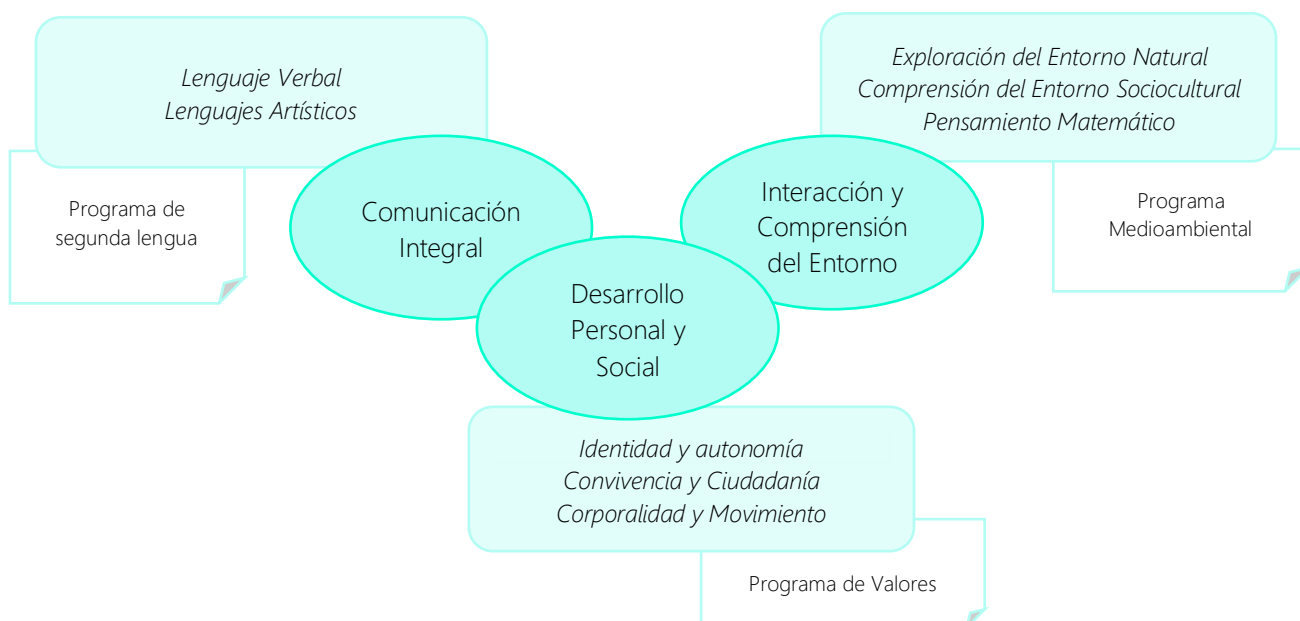 Lenguaje Verbal
Lenguajes Artísticos
Programa de
segunda lengua
Comunicación
Integral
Exploración del Entorno Natural
Comprensión del Entorno Sociocultural
Pensamiento Matemático
Interacción y
Comprensión
del Entorno
Programa
Medioambiental
Desarrollo
Personal y
Social
Identidad y autonomía
Convivencia y Ciudadanía
Corporalidad y Movimiento
Programa de Valores